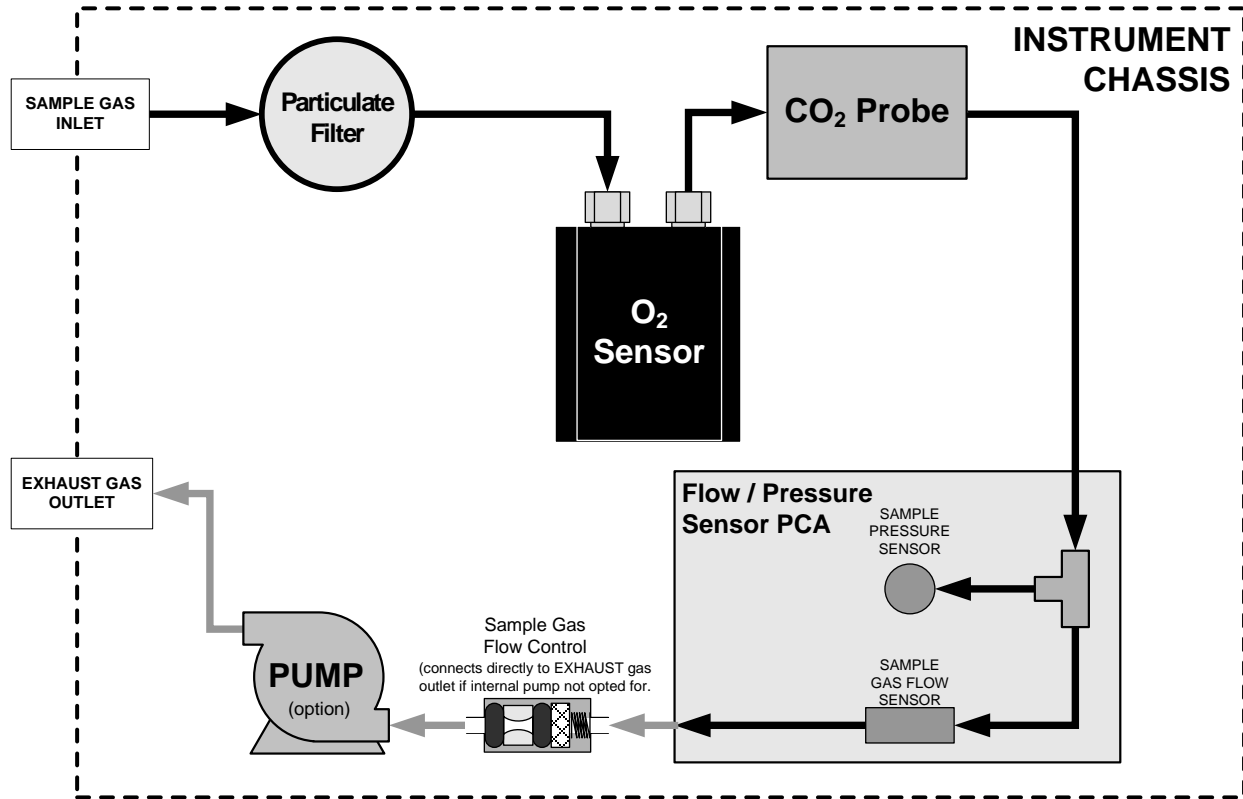 INSTRUMENT
CHASSIS
SAMPLE GAS
INLET
Particulate
Filter
CO₂ Probe
O₂
Sensor
EXHAUST GAS
OUTLET
Flow / Pressure
Sensor PCA
SAMPLE
PRESSURE
SENSOR
Sample Gas
Flow Control
(connects directly to EXHAUST gas
outlet if internal pump not opted for.
PUMP
(option)
SAMPLE
GAS FLOW
SENSOR